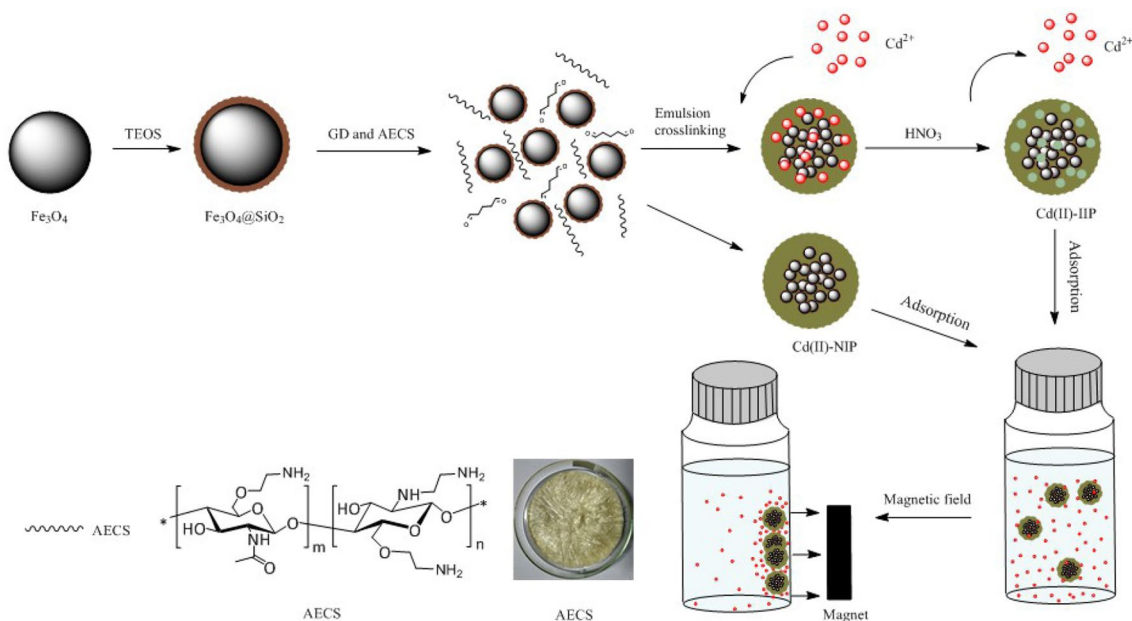 Cd²⁺
Cd²⁺
TEOS
GD and AECS
Emulsion
crosslinking
HNO₃
Fe₃O₄
Fe₃O₄@SiO₂
O
O
O
O
O
O
O
O
Cd(II)-IIP
Adsorption
Adsorption
Cd(II)-NIP
AECS
*
HO
O
O
NH₂
NH
O
O
m
HO
NH
NH₂
O
O
O
NH₂
n
*
AECS
AECS
Magnetic field
Magnet